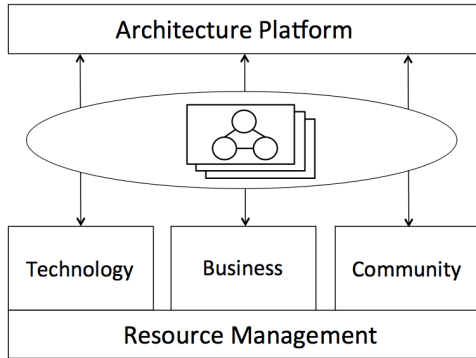 Architecture Platform
Technology
Business
Community
Resource Management